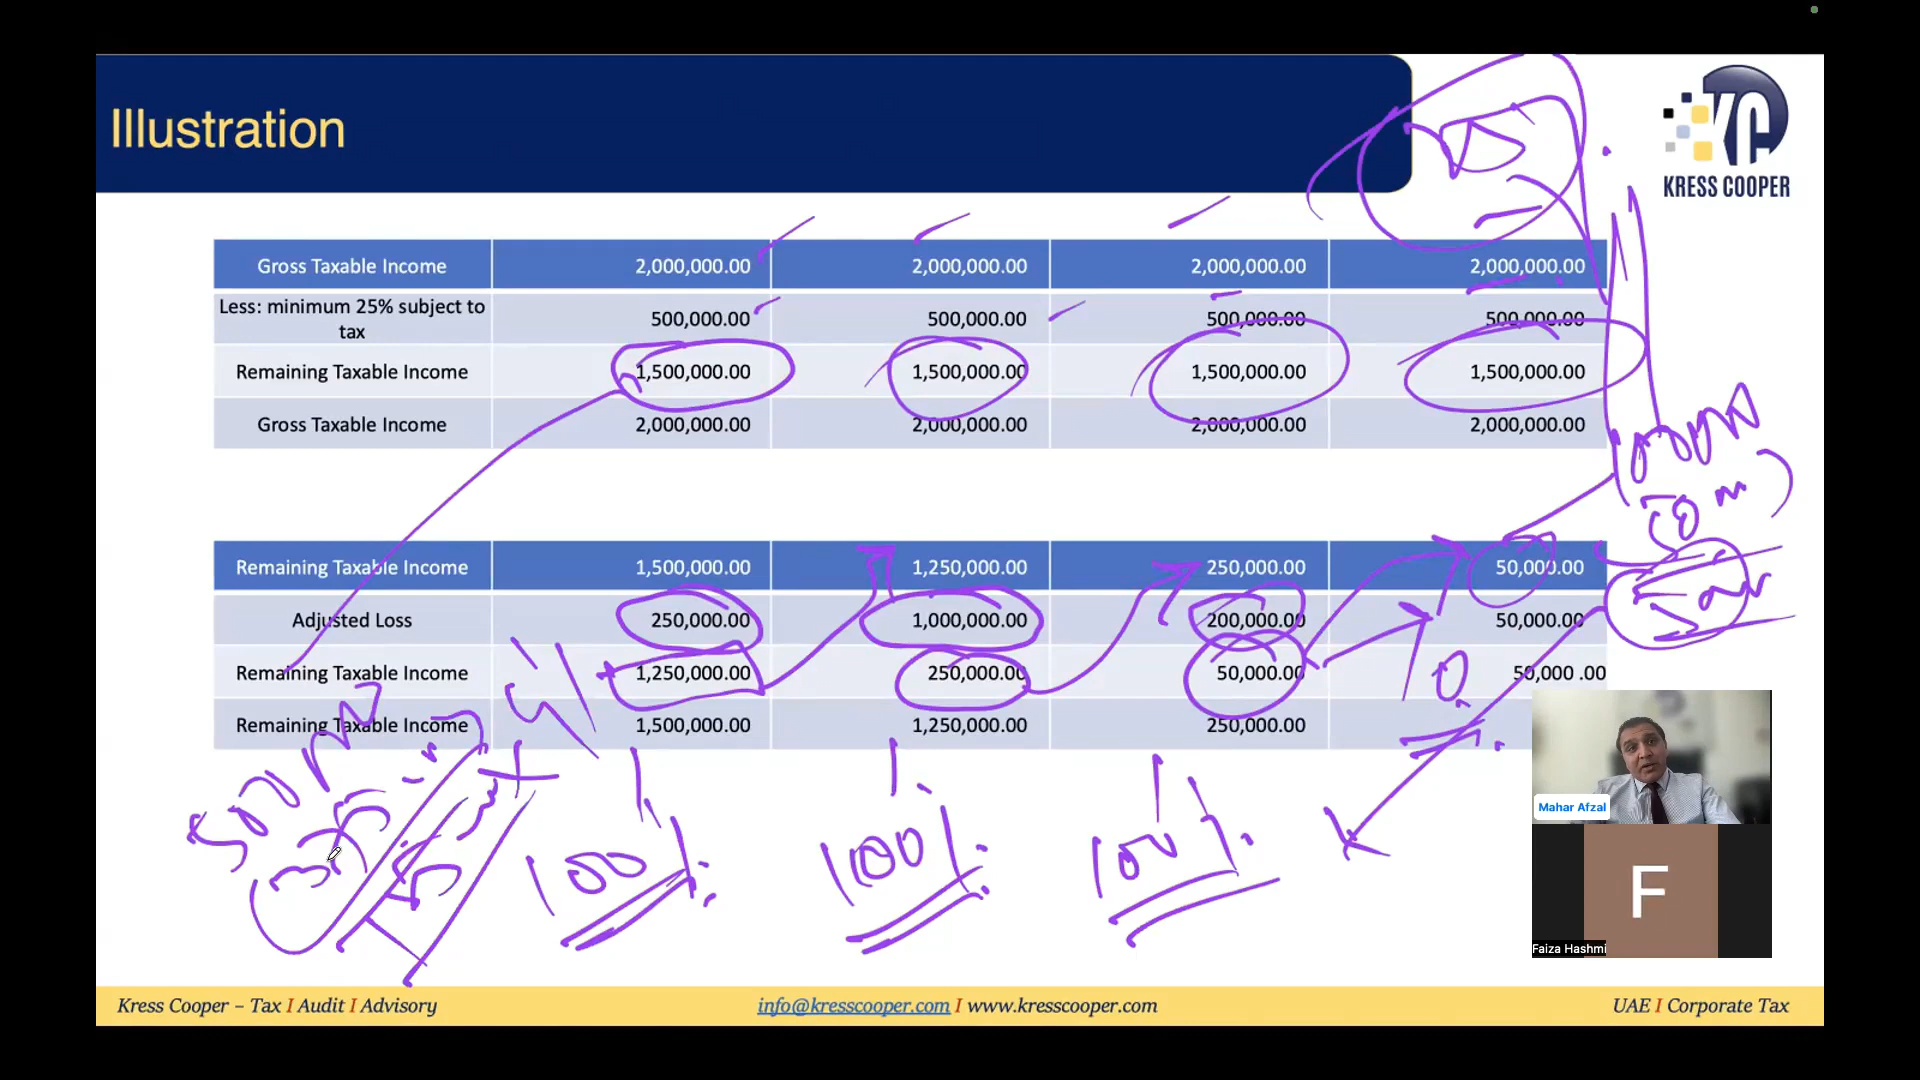 Illustration
KC
KRESS COOPER
Gross Taxable Income 2,000,000.00 2,000,000.00 2,000,000.00 2,000,000.00
Less: minimum 25% subject to tax 500,000.00 500,000.00 500,000.00 500,000.00
Remaining Taxable Income 1,500,000.00 1,500,000.00 1,500,000.00 1,500,000.00
Gross Taxable Income 2,000,000.00 2,000,000.00 2,000,000.00 2,000,000.00
Remaining Taxable Income 1,500,000.00 1,250,000.00 250,000.00 50,000.00
Adjusted Loss 250,000.00 1,000,000.00 200,000.00 50,000.00
Remaining Taxable Income 1,250,000.00 250,000.00 50,000.00 50,000 .00
Remaining Taxable Income 1,500,000.00 1,250,000.00 250,000.00
100% 100% 100%
Mahar Afzal
F
Faiza Hashmi
Kress Cooper – Tax I Audit I Advisory info@kresscooper.com I www.kresscooper.com UAE I Corporate Tax